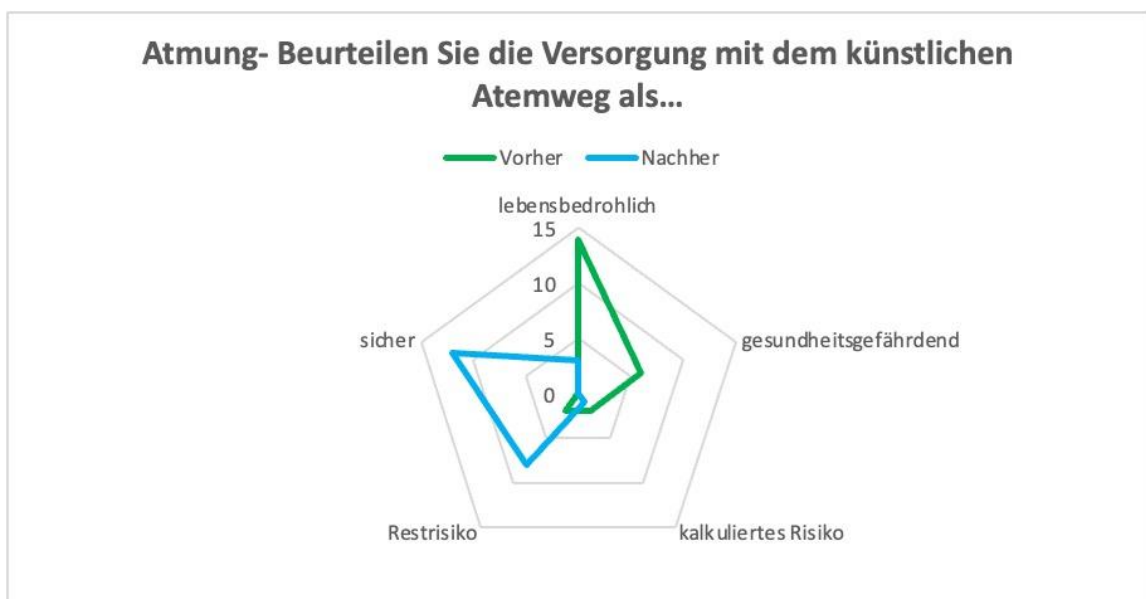 Atmung- Beurteilen Sie die Versorgung mit dem künstlichen
Atemweg als...
Vorher Nachher
lebensbedrohlich
15
10
5
0
sicher
gesundheitsgefährdend
Restrisiko
kalkuliertes Risiko